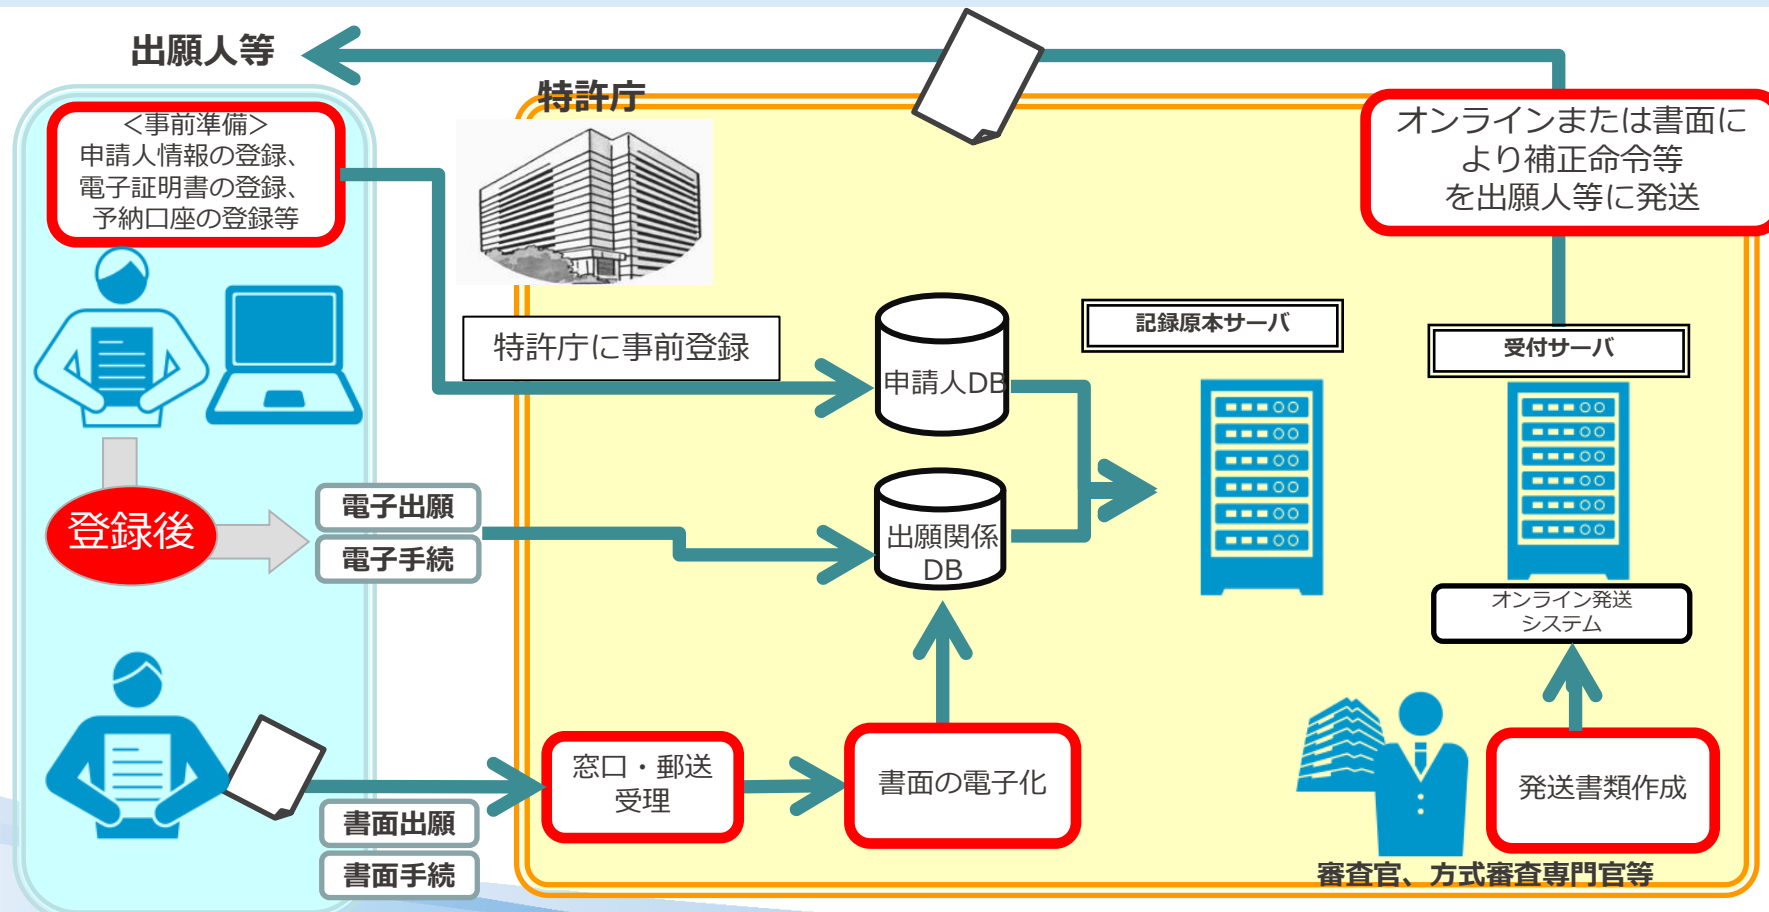 出願人等
特許庁
＜事前準備＞
申請人情報の登録、
電子証明書の登録、
予納口座の登録等
オンラインまたは書面に
より補正命令等
を出願人等に発送
特許庁に事前登録
申請人DB
記録原本サーバ
受付サーバ
登録後
電子出願
電子手続
出願関係
DB
オンライン発送
システム
窓口・郵送
受理
書面の電子化
発送書類作成
書面出願
書面手続
審査官、方式審査専門官等